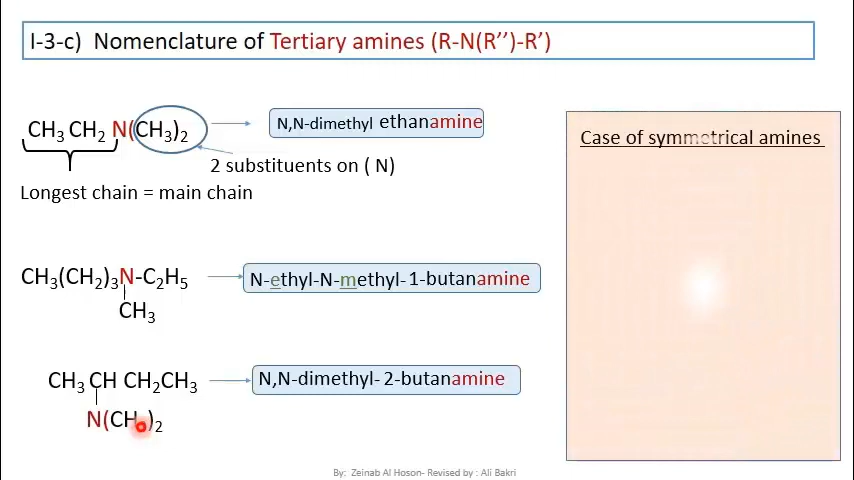 I-3-c) Nomenclature of Tertiary amines (R-N(R’’)-R’)
CH₃ CH₂ N(CH₃)₂
N,N-dimethyl ethanamine
2 substituents on ( N)
Longest chain = main chain
Case of symmetrical amines
CH₃(CH₂)₃N-C₂H₅
CH₃
N-ethyl-N-methyl-1-butanamine
CH₃ CH CH₂CH₃
N(CH )₂
N,N-dimethyl-2-butanamine
By: Zeinab Al Hoson- Revised by : Ali Bakri